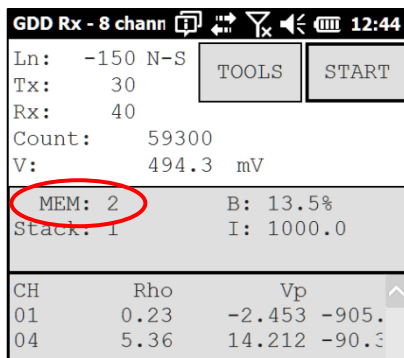 GDD Rx - 8 chann 12:44
Ln: -150 N-S
TOOLS START
Tx: 30
Rx: 40
Count: 59300
V: 494.3 mV
MEM: 2 B: 13.5%
Stack: 1 I: 1000.0
CH Rho Vp
01 0.23 -2.453 -905.
04 5.36 14.212 -90.3